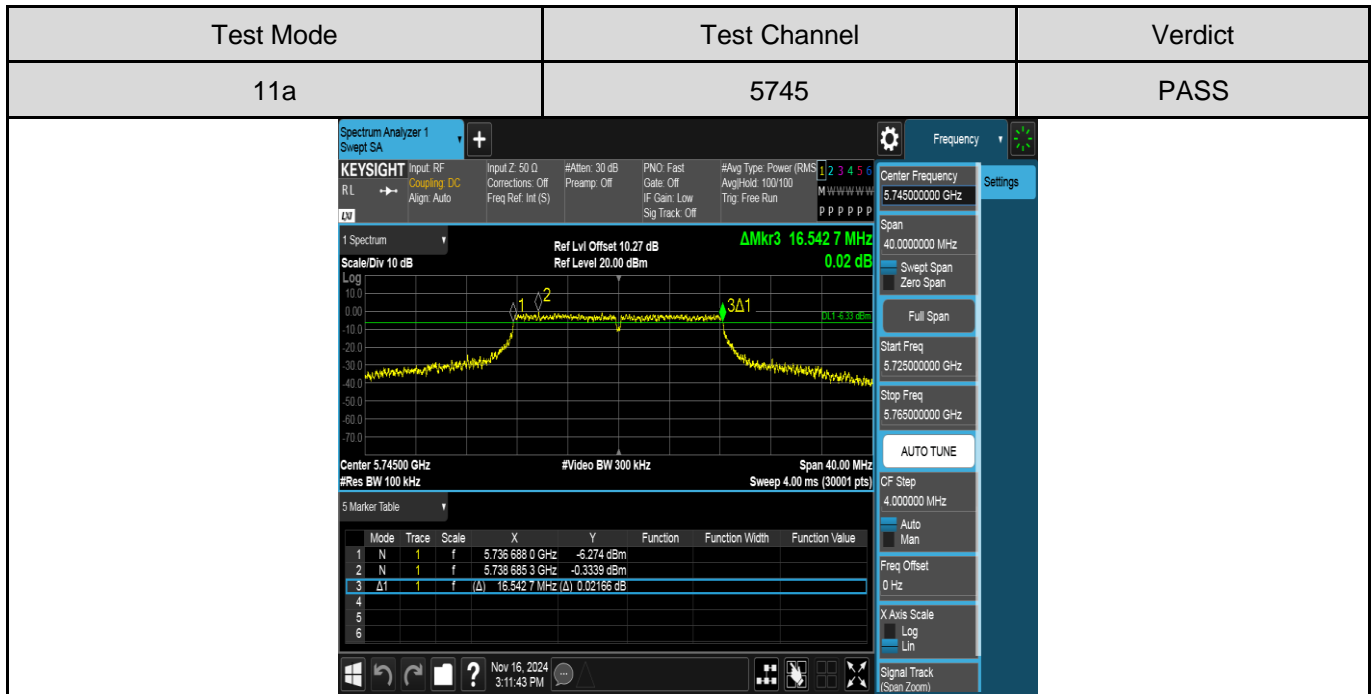 Test Mode Test Channel Verdict
11a 5745 PASS
Spectrum Analyzer 1
Swept SA
+
Frequency
KEYSIGHT Input: RF Input Z: 50 Ω #Atten: 30 dB PNO: Fast #Avg Type: Power (RMS 1 2 3 4 5 6
RL Coupling: DC Corrections: Off Preamp: Off Gate: Off Avg|Hold: 100/100 M W W W W W
Align: Auto Freq Ref: Int (S) IF Gain: Low Trig: Free Run
LXI Sig Track: Off P P P P P P
Center Frequency
5.745000000 GHz
Settings
Span
40.0000000 MHz
Swept Span
Zero Span
Full Span
Start Freq
5.725000000 GHz
Stop Freq
5.765000000 GHz
AUTO TUNE
CF Step
4.000000 MHz
Auto
Man
Freq Offset
0 Hz
X Axis Scale
Log
Lin
Signal Track
(Span Zoom)
1 Spectrum Ref Lvl Offset 10.27 dB ΔMkr3 16.542 7 MHz
Scale/Div 10 dB Ref Level 20.00 dBm 0.02 dB
Log
10.0
0.00
-10.0
-20.0
-30.0
-40.0
-50.0
-60.0
-70.0
1 2 3Δ1
DL1 -6.33 dBm
Center 5.74500 GHz #Video BW 300 kHz Span 40.00 MHz
#Res BW 100 kHz Sweep 4.00 ms (30001 pts)
5 Marker Table
Mode Trace Scale X Y Function Function Width Function Value
1 N 1 f 5.736 688 0 GHz -6.274 dBm
2 N 1 f 5.738 685 3 GHz -0.3339 dBm
3 Δ1 1 f (Δ) 16.542 7 MHz (Δ) 0.02166 dB
4
5
6
? Nov 16, 2024
3:11:43 PM